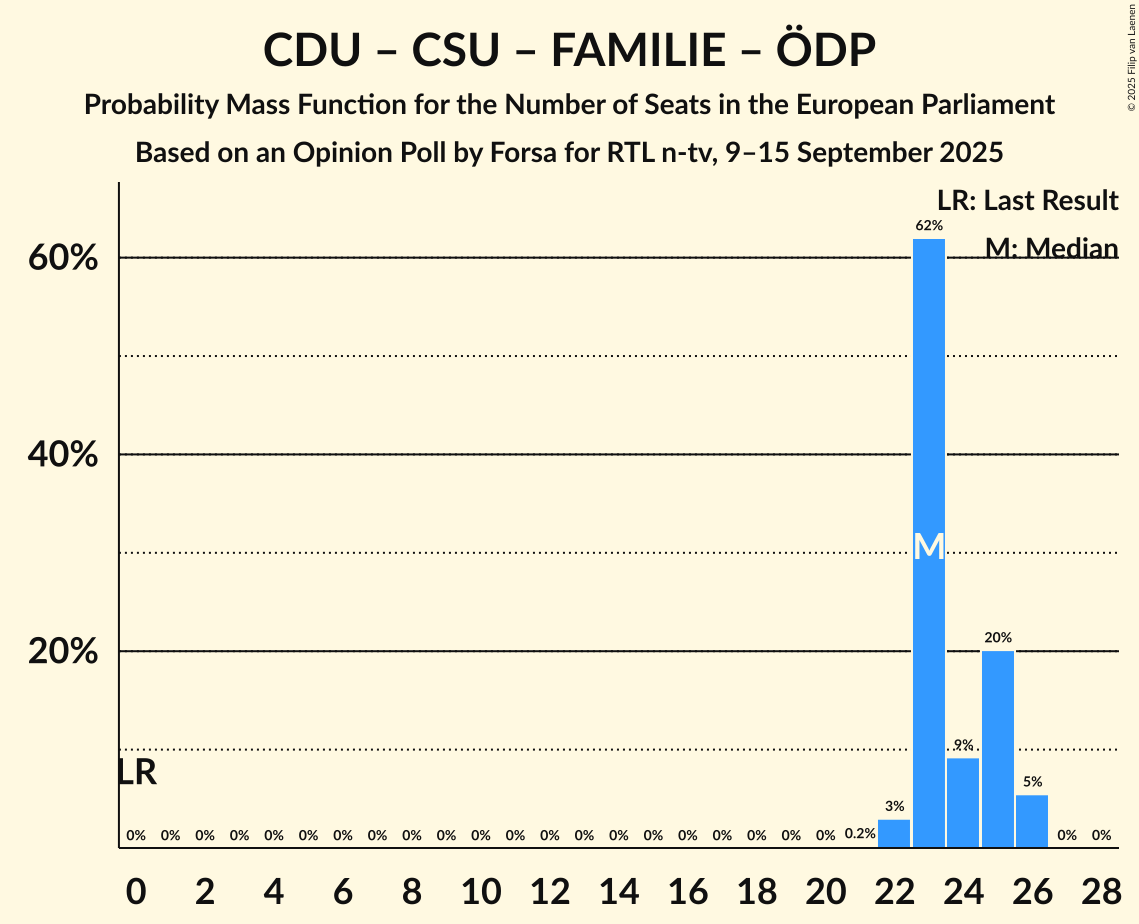 CDU – CSU – FAMILIE – ÖDP
Probability Mass Function for the Number of Seats in the European Parliament
Based on an Opinion Poll by Forsa for RTL n-tv, 9–15 September 2025
© 2025 Filip van Laenen
LR: Last Result
M: Median
60%
40%
20%
LR
M
0% 0% 0% 0% 0% 0% 0% 0% 0% 0% 0% 0% 0% 0% 0% 0% 0% 0% 0% 0% 0% 0.2% 3% 62% 9% 20% 5% 0% 0%
0 2 4 6 8 10 12 14 16 18 20 22 24 26 28